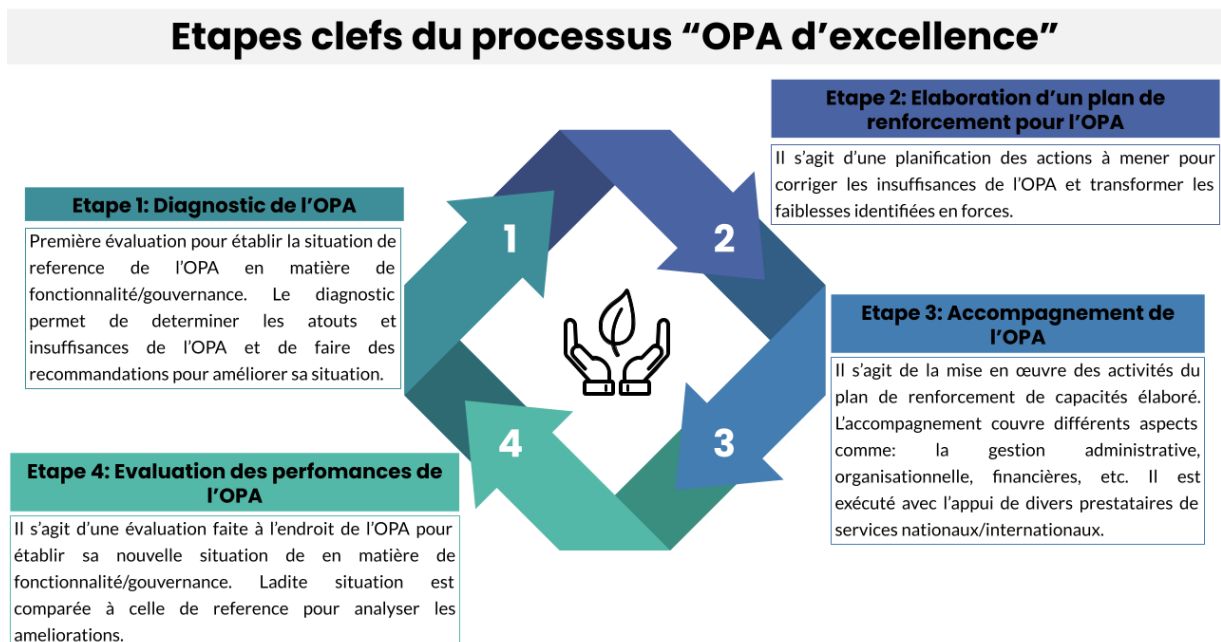 Etapes clefs du processus “OPA d’excellence”
Etape 1: Diagnostic de l’OPA
Première évaluation pour établir la situation de
reference de l’OPA en matière de
fonctionnalité/gouvernance. Le diagnostic
permet de determiner les atouts et
insuffisances de l’OPA et de faire des
recommandations pour améliorer sa situation.
Etape 2: Elaboration d’un plan de
renforcement pour l’OPA
Il s’agit d’une planification des actions à mener pour
corriger les insuffisances de l’OPA et transformer les
faiblesses identifiées en forces.
Etape 3: Accompagnement de
l’OPA
Il s’agit de la mise en œuvre des activités du
plan de renforcement de capacités élaboré.
L’accompagnement couvre différents aspects
comme: la gestion administrative,
organisationnelle, financières, etc. Il est
exécuté avec l’appui de divers prestataires de
services nationaux/internationaux.
Etape 4: Evaluation des perfomances de
l’OPA
Il s’agit d’une évaluation faite à l’endroit de l’OPA pour
établir sa nouvelle situation de en matière de
fonctionnalité/gouvernance. Ladite situation est
comparée à celle de reference pour analyser les
ameliorations.
1
2
3
4